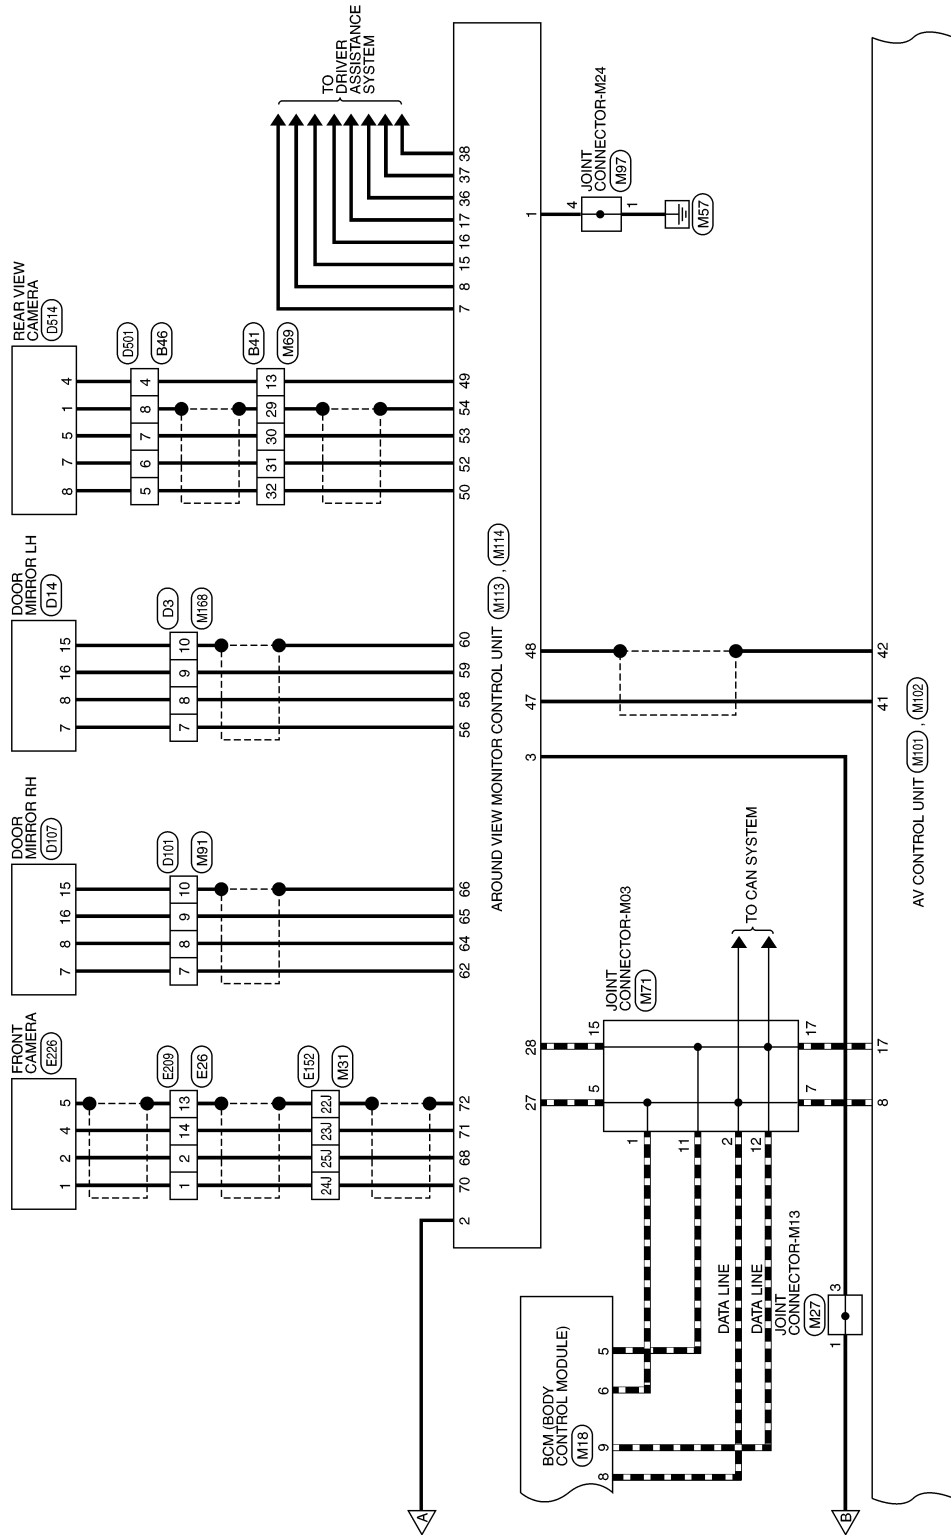 TO
DRIVER
ASSISTANCE
SYSTEM
38
37
36
17
16
15
8
7
1
4
1
JOINT
CONNECTOR-M24
M97
M57
REAR VIEW
CAMERA
D514
4
1
5
7
8
D501
B46
4
8
7
6
5
B41
M69
13
29
30
31
32
49
54
53
52
50
DOOR
MIRROR LH
D14
15
16
8
7
D3
M168
10
9
8
7
60
59
58
56
DOOR
MIRROR RH
D107
15
16
8
7
D101
M91
10
9
8
7
66
65
64
62
FRONT
CAMERA
E226
5
4
2
1
E209
E26
13
14
2
1
E152
M31
22J
23J
25J
24J
72
71
68
70
2
A
AROUND VIEW MONITOR CONTROL UNIT M113 , M114
48
47
3
28
27
42
41
AV CONTROL UNIT M101 , M102
TO CAN SYSTEM
JOINT
CONNECTOR-M03
M71
15
5
17
7
17
8
1
11
2
12
DATA LINE
DATA LINE
JOINT
CONNECTOR-M13
M27
3
1
BCM (BODY
CONTROL MODULE)
M18
5
6
9
8
B